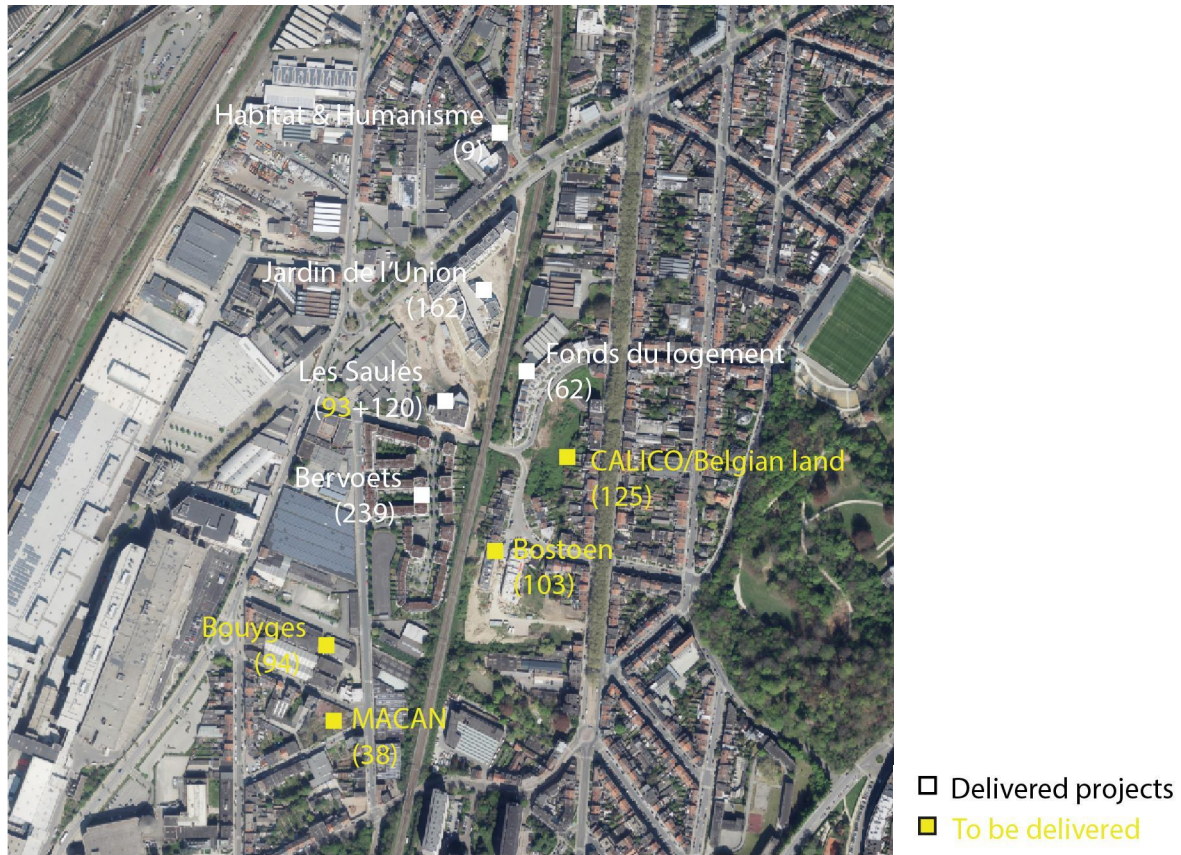 Habitat & Humanisme
(9)
Jardin de l'Union
(162)
Fonds du logement
(62)
Les Saules
(93+120)
CALICO/Belgian land
(125)
Bervoets
(239)
Bostoen
(103)
Bouyges
(94)
MACAN
(38)
Delivered projects
To be delivered